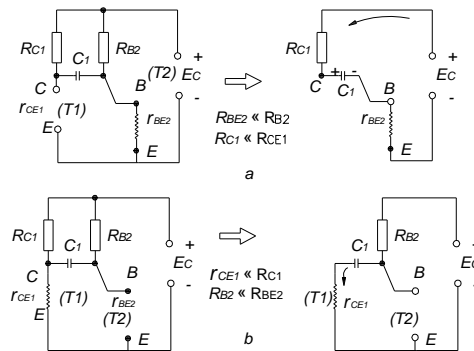 RC1 C1 RB2 + RC1
C B (T2) EC + - EC
rCE1 (T1) - C C1 B
E rBE2 RBE2 « RB2 rBE2 -
E RC1 « RCE1 E
a
RC1 C1 RB2 + C1 RB2 +
C B EC EC
rCE1 (T1) rBE2 - rCE1 « RC1 (T1) rCE1 B -
E (T2) RB2 « RBE2 (T2)
E b E